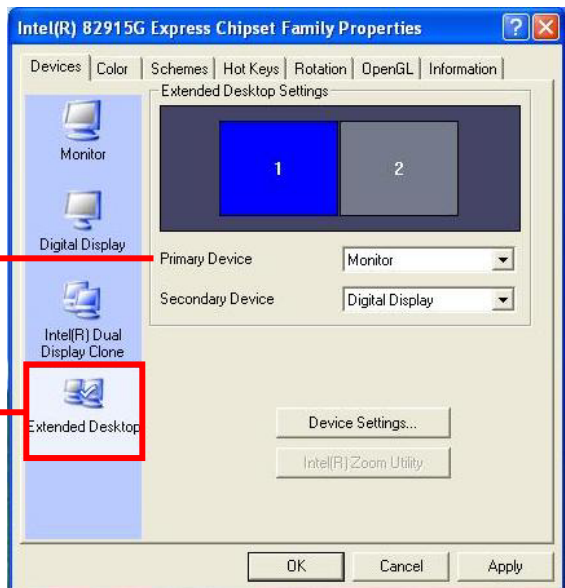 Intel(R) 82915G Express Chipset Family Properties
Devices Color Schemes Hot Keys Rotation OpenGL Information
Extended Desktop Settings
1 2
Monitor
Digital Display
Intel(R) Dual
Display Clone
Extended Desktop
Primary Device Monitor
Secondary Device Digital Display
Device Settings...
Intel(R) Zoom Utility
OK Cancel Apply